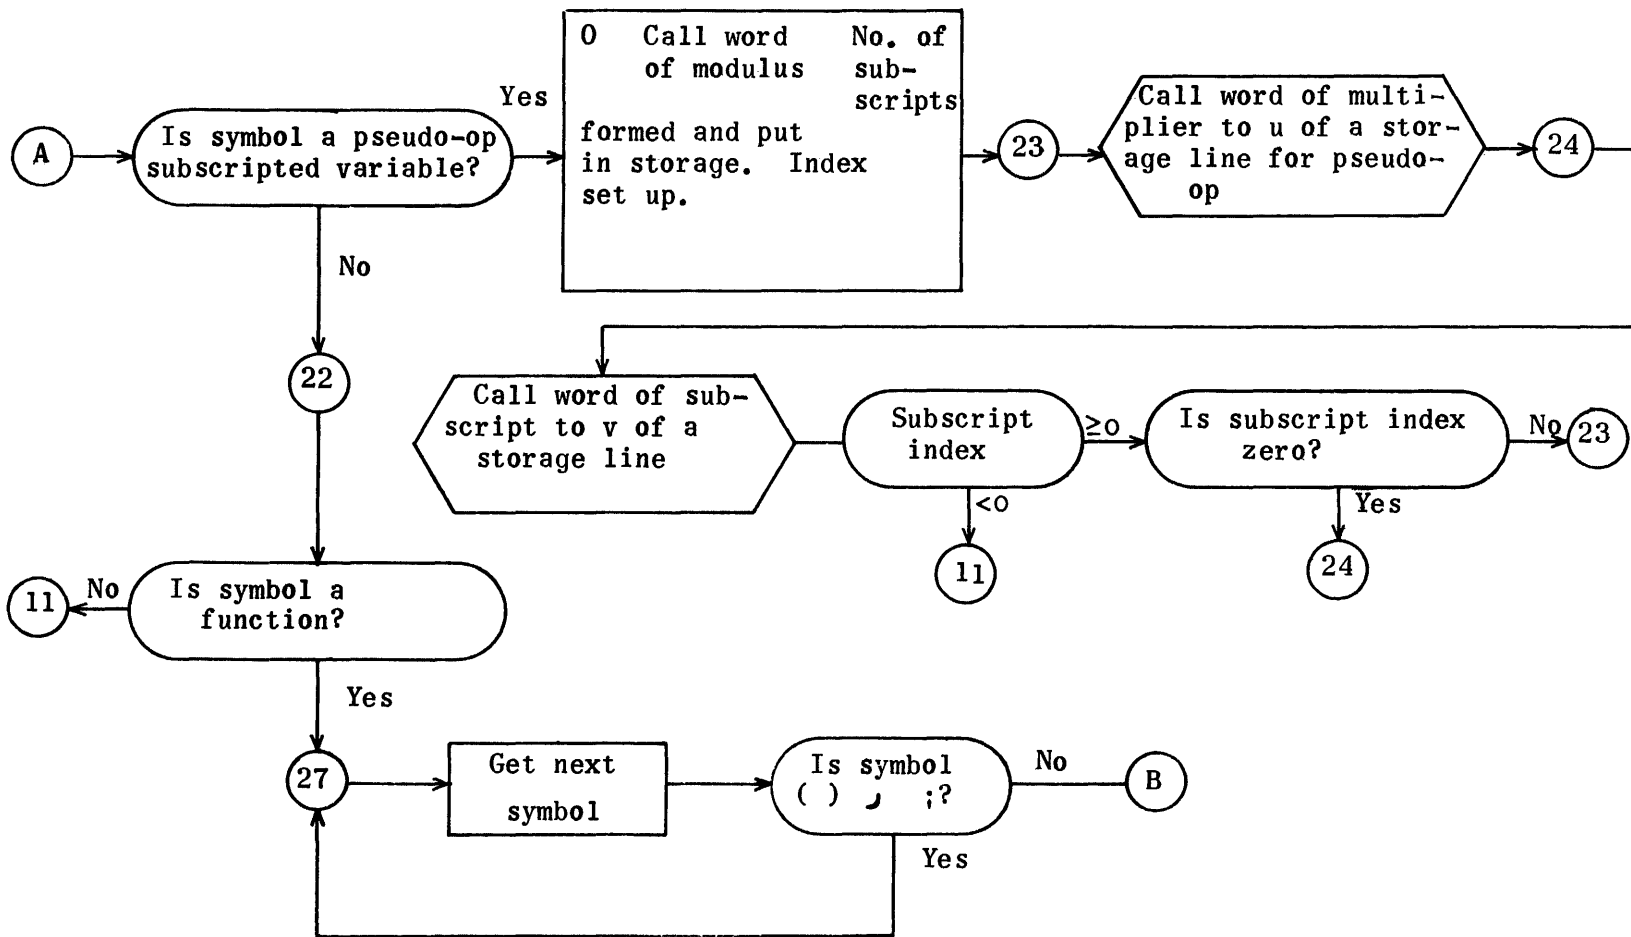 A
Is symbol a pseudo-op
subscripted variable?
Yes
No
O Call word No. of
of modulus sub-
scripts
formed and put
in storage. Index
set up.
23
Call word of multi-
plier to u of a stor-
age line for pseudo-
op
24
22
Call word of sub-
script to v of a
storage line
Subscript
index
≥o
Is subscript index
zero?
No
23
<o
11
Yes
24
Is symbol a
function?
No
11
Yes
27
Get next
symbol
Is symbol
( ) , ;?
No
B
Yes